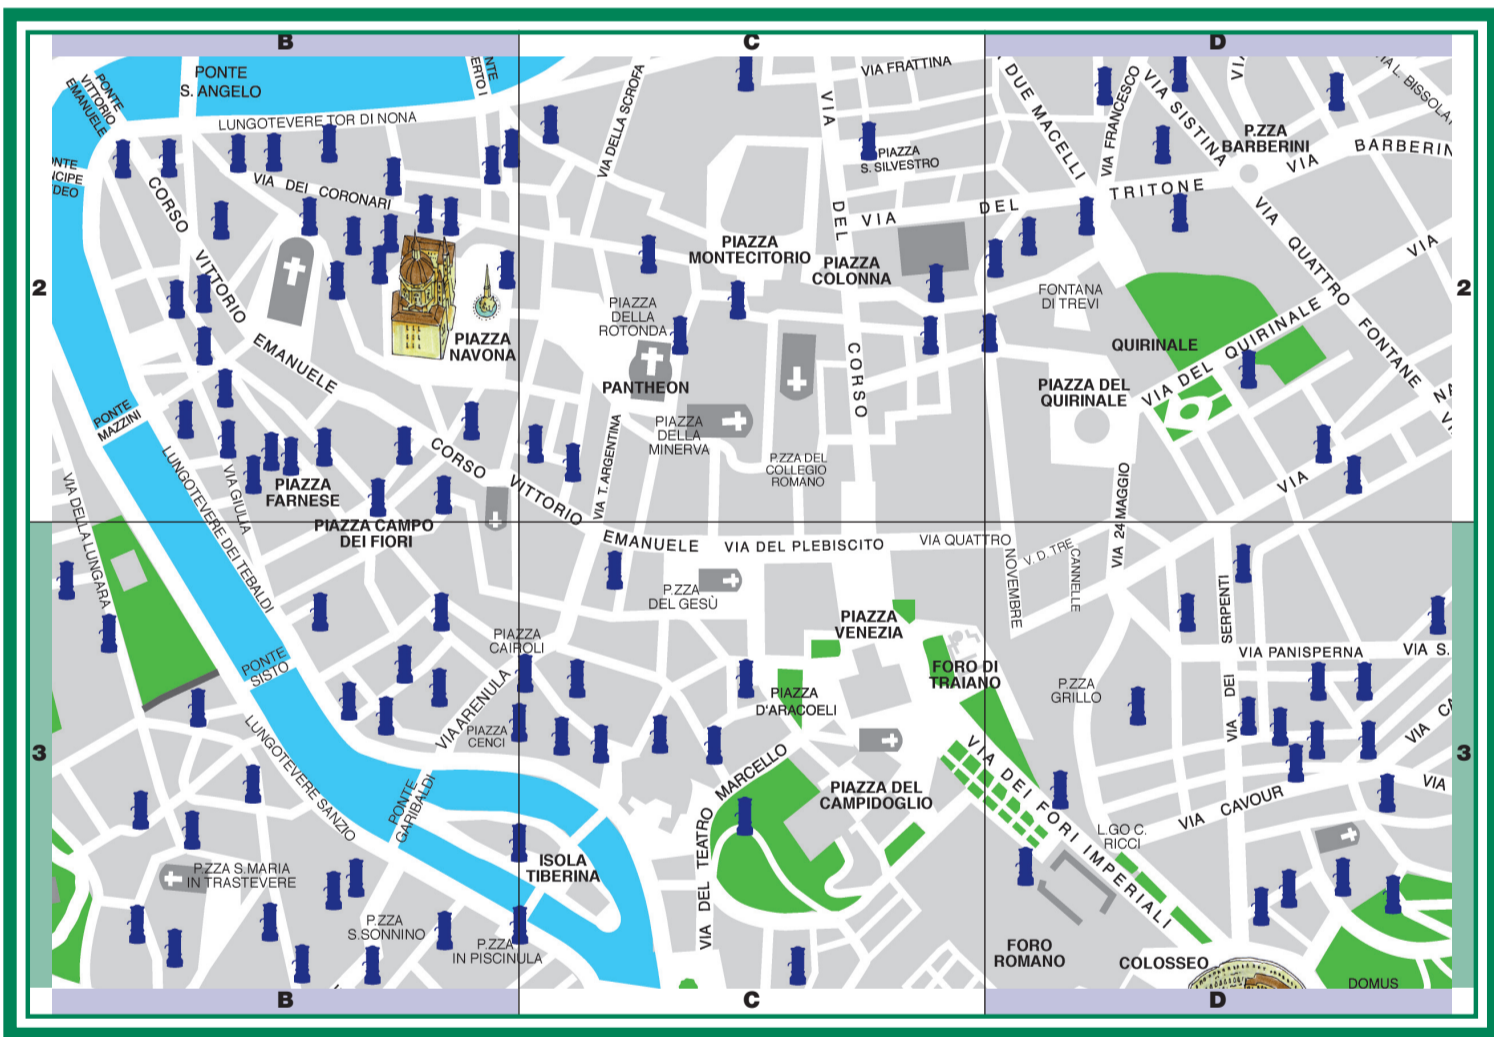 B
C
D
PONTE
VITTORIO
EMANUELE
PONTE
S. ANGELO
LUNGOTEVERE TOR DI NONA
VIA DELLA SCROFA
VIA FRATTINA
DUE MACELLI
VIA FRANCESCO
VIA SISTINA
P.ZZA
BARBERINI
VIA
BARBERIN
PIAZZA
S. SILVESTRO
VIA DEI CORONARI
CORSO
VITTORIO
EMANUELE
VIA
DEL
CORSO
VIA
DEL
TRITONE
VIA
QUATTRO
FONTANE
VIA
PIAZZA
MONTECITORIO
PIAZZA
COLONNA
2
2
FONTANA
DI TREVI
PIAZZA
DELLA
ROTONDA
PIAZZA
NAVONA
PANTHEON
QUIRINALE
VIA DEL QUIRINALE
PIAZZA DEL
QUIRINALE
PONTE
MAZZINI
PIAZZA
DELLA
MINERVA
P.ZZA DEL
COLLEGIO
ROMANO
VIA T. ARGENTINA
CORSO
VITTORIO
EMANUELE
VIA DELLA LUNGARA
LUNGOTEVERE DEI TEBALDI
VIA GIULIA
PIAZZA
FARNESE
PIAZZA CAMPO
DEI FIORI
VIA
VIA 24 MAGGIO
VIA DEL PLEBISCITO
VIA QUATTRO
NOVEMBRE
V. D. TRE
CANNELLE
P.ZZA
DEL GESÙ
PIAZZA
VENEZIA
SERPENTI
VIA DEI
VIA PANISPERNA
VIA S.
PIAZZA
CAIROLI
PONTE
SISTO
VIA ARENULA
PIAZZA
CENCI
FORO DI
TRAIANO
PIAZZA
D'ARACOELI
P.ZZA
GRILLO
3
3
LUNGOTEVERE SANZIO
PONTE
GARIBALDI
VIA DEL TEATRO
MARCELLO
PIAZZA DEL
CAMPIDOGLIO
VIA DEI FORI IMPERIALI
VIA CAVOUR
VIA
L.GO C.
RICCI
P.ZZA S.MARIA
IN TRASTEVERE
ISOLA
TIBERINA
P.ZZA
S.SONNINO
P.ZZA
IN PISCINULA
FORO
ROMANO
COLOSSEO
DOMUS
B
C
D